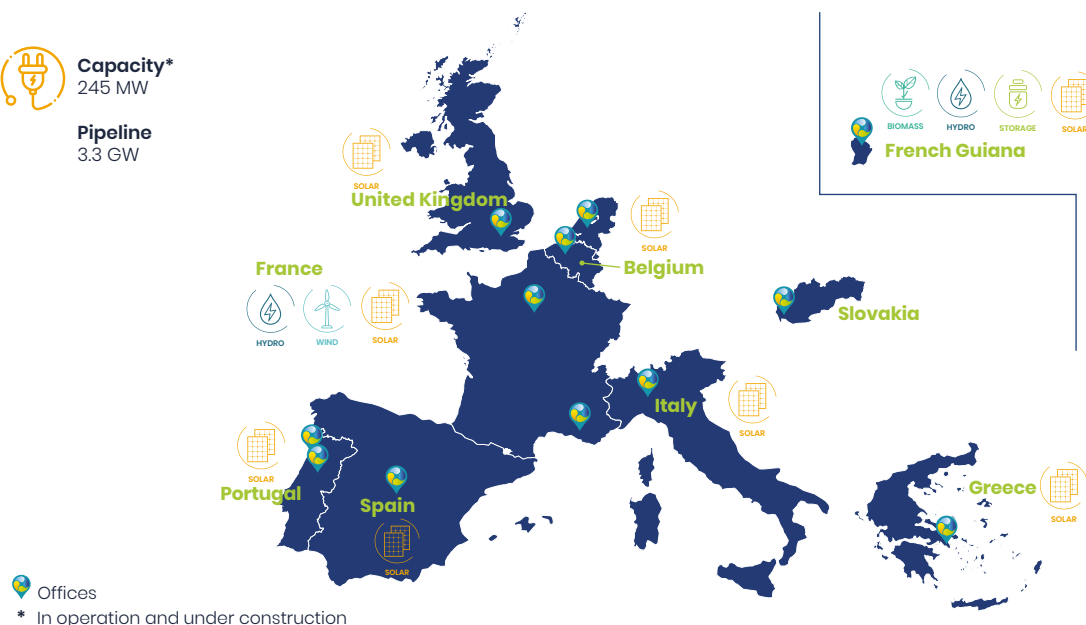 Capacity*
245 MW
Pipeline
3.3 GW
BIOMASS
HYDRO
STORAGE
SOLAR
French Guiana
SOLAR
United Kingdom
SOLAR
Belgium
France
HYDRO
WIND
SOLAR
Slovakia
Italy
SOLAR
SOLAR
Portugal
Spain
SOLAR
Greece
SOLAR
Offices
* In operation and under construction